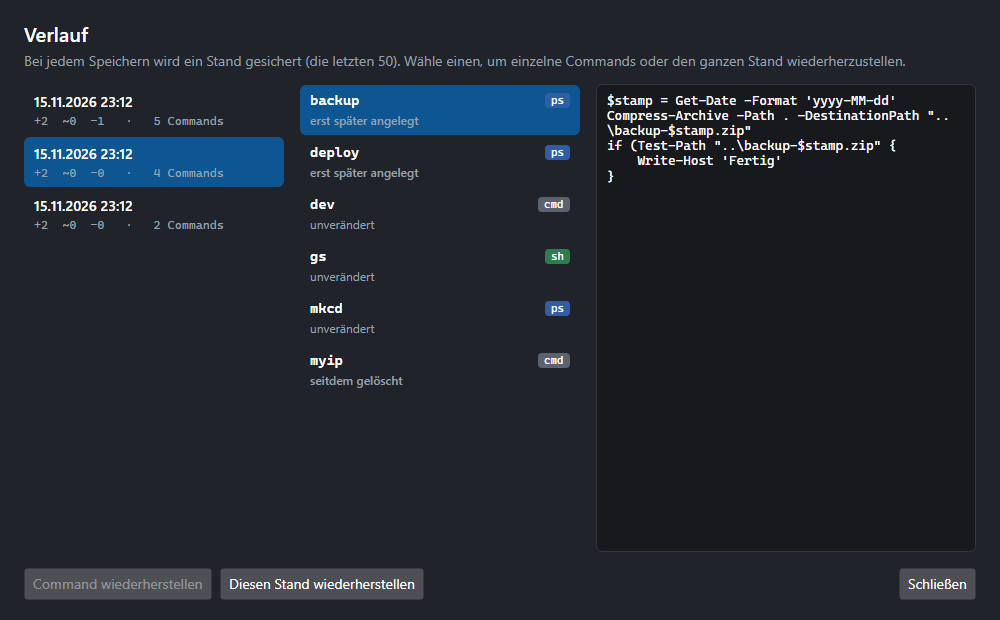 Verlauf
Bei jedem Speichern wird ein Stand gesichert (die letzten 50). Wähle einen, um einzelne Commands oder den ganzen Stand wiederherzustellen.
15.11.2026 23:12
+2 ~0 −1 · 5 Commands
15.11.2026 23:12
+2 ~0 −0 · 4 Commands
15.11.2026 23:12
+2 ~0 −0 · 2 Commands
backup ps
erst später angelegt
deploy ps
erst später angelegt
dev cmd
unverändert
gs sh
unverändert
mkcd ps
unverändert
myip cmd
seitdem gelöscht
$stamp = Get-Date -Format 'yyyy-MM-dd'
Compress-Archive -Path . -DestinationPath "..
\backup-$stamp.zip"
if (Test-Path "..\backup-$stamp.zip" {
    Write-Host 'Fertig'
}
Command wiederherstellen
Diesen Stand wiederherstellen
Schließen